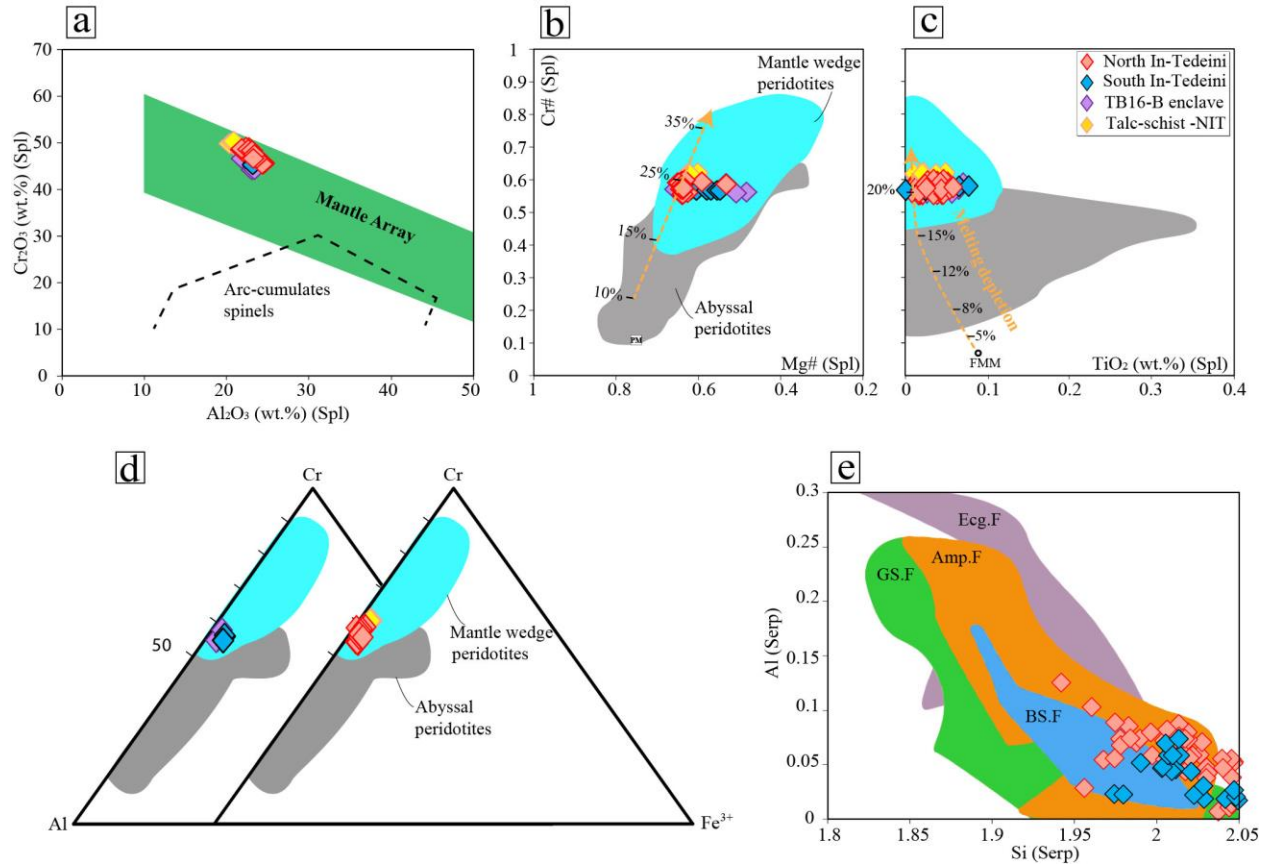 a
Cr₂O₃ (wt.%) (Spl)
70
60
50
40
30
20
10
0
Mantle Array
Arc-cumulates
spinels
0
10
20
30
40
50
Al₂O₃ (wt.%) (Spl)
b
Cr# (Spl)
1
0.9
0.8
0.7
0.6
0.5
0.4
0.3
0.2
0.1
0
Mantle wedge
peridotites
35%
25%
15%
10%
Abyssal
peridotites
PM
Mg# (Spl)
1
0.8
0.6
0.4
0.2
c
North In-Tedeini
South In-Tedeini
TB16-B enclave
Talc-schist -NIT
20%
15%
12%
8%
5%
Melting depletion
FMM
TiO₂ (wt.%) (Spl)
0
0.1
0.2
0.3
0.4
d
Cr
Cr
50
Mantle wedge
peridotites
Abyssal
peridotites
Al
Fe³⁺
e
Al (Serp)
0.3
0.25
0.2
0.15
0.1
0.05
0
Ecg.F
Amp.F
GS.F
BS.F
1.8
1.85
1.9
1.95
2
2.05
Si (Serp)